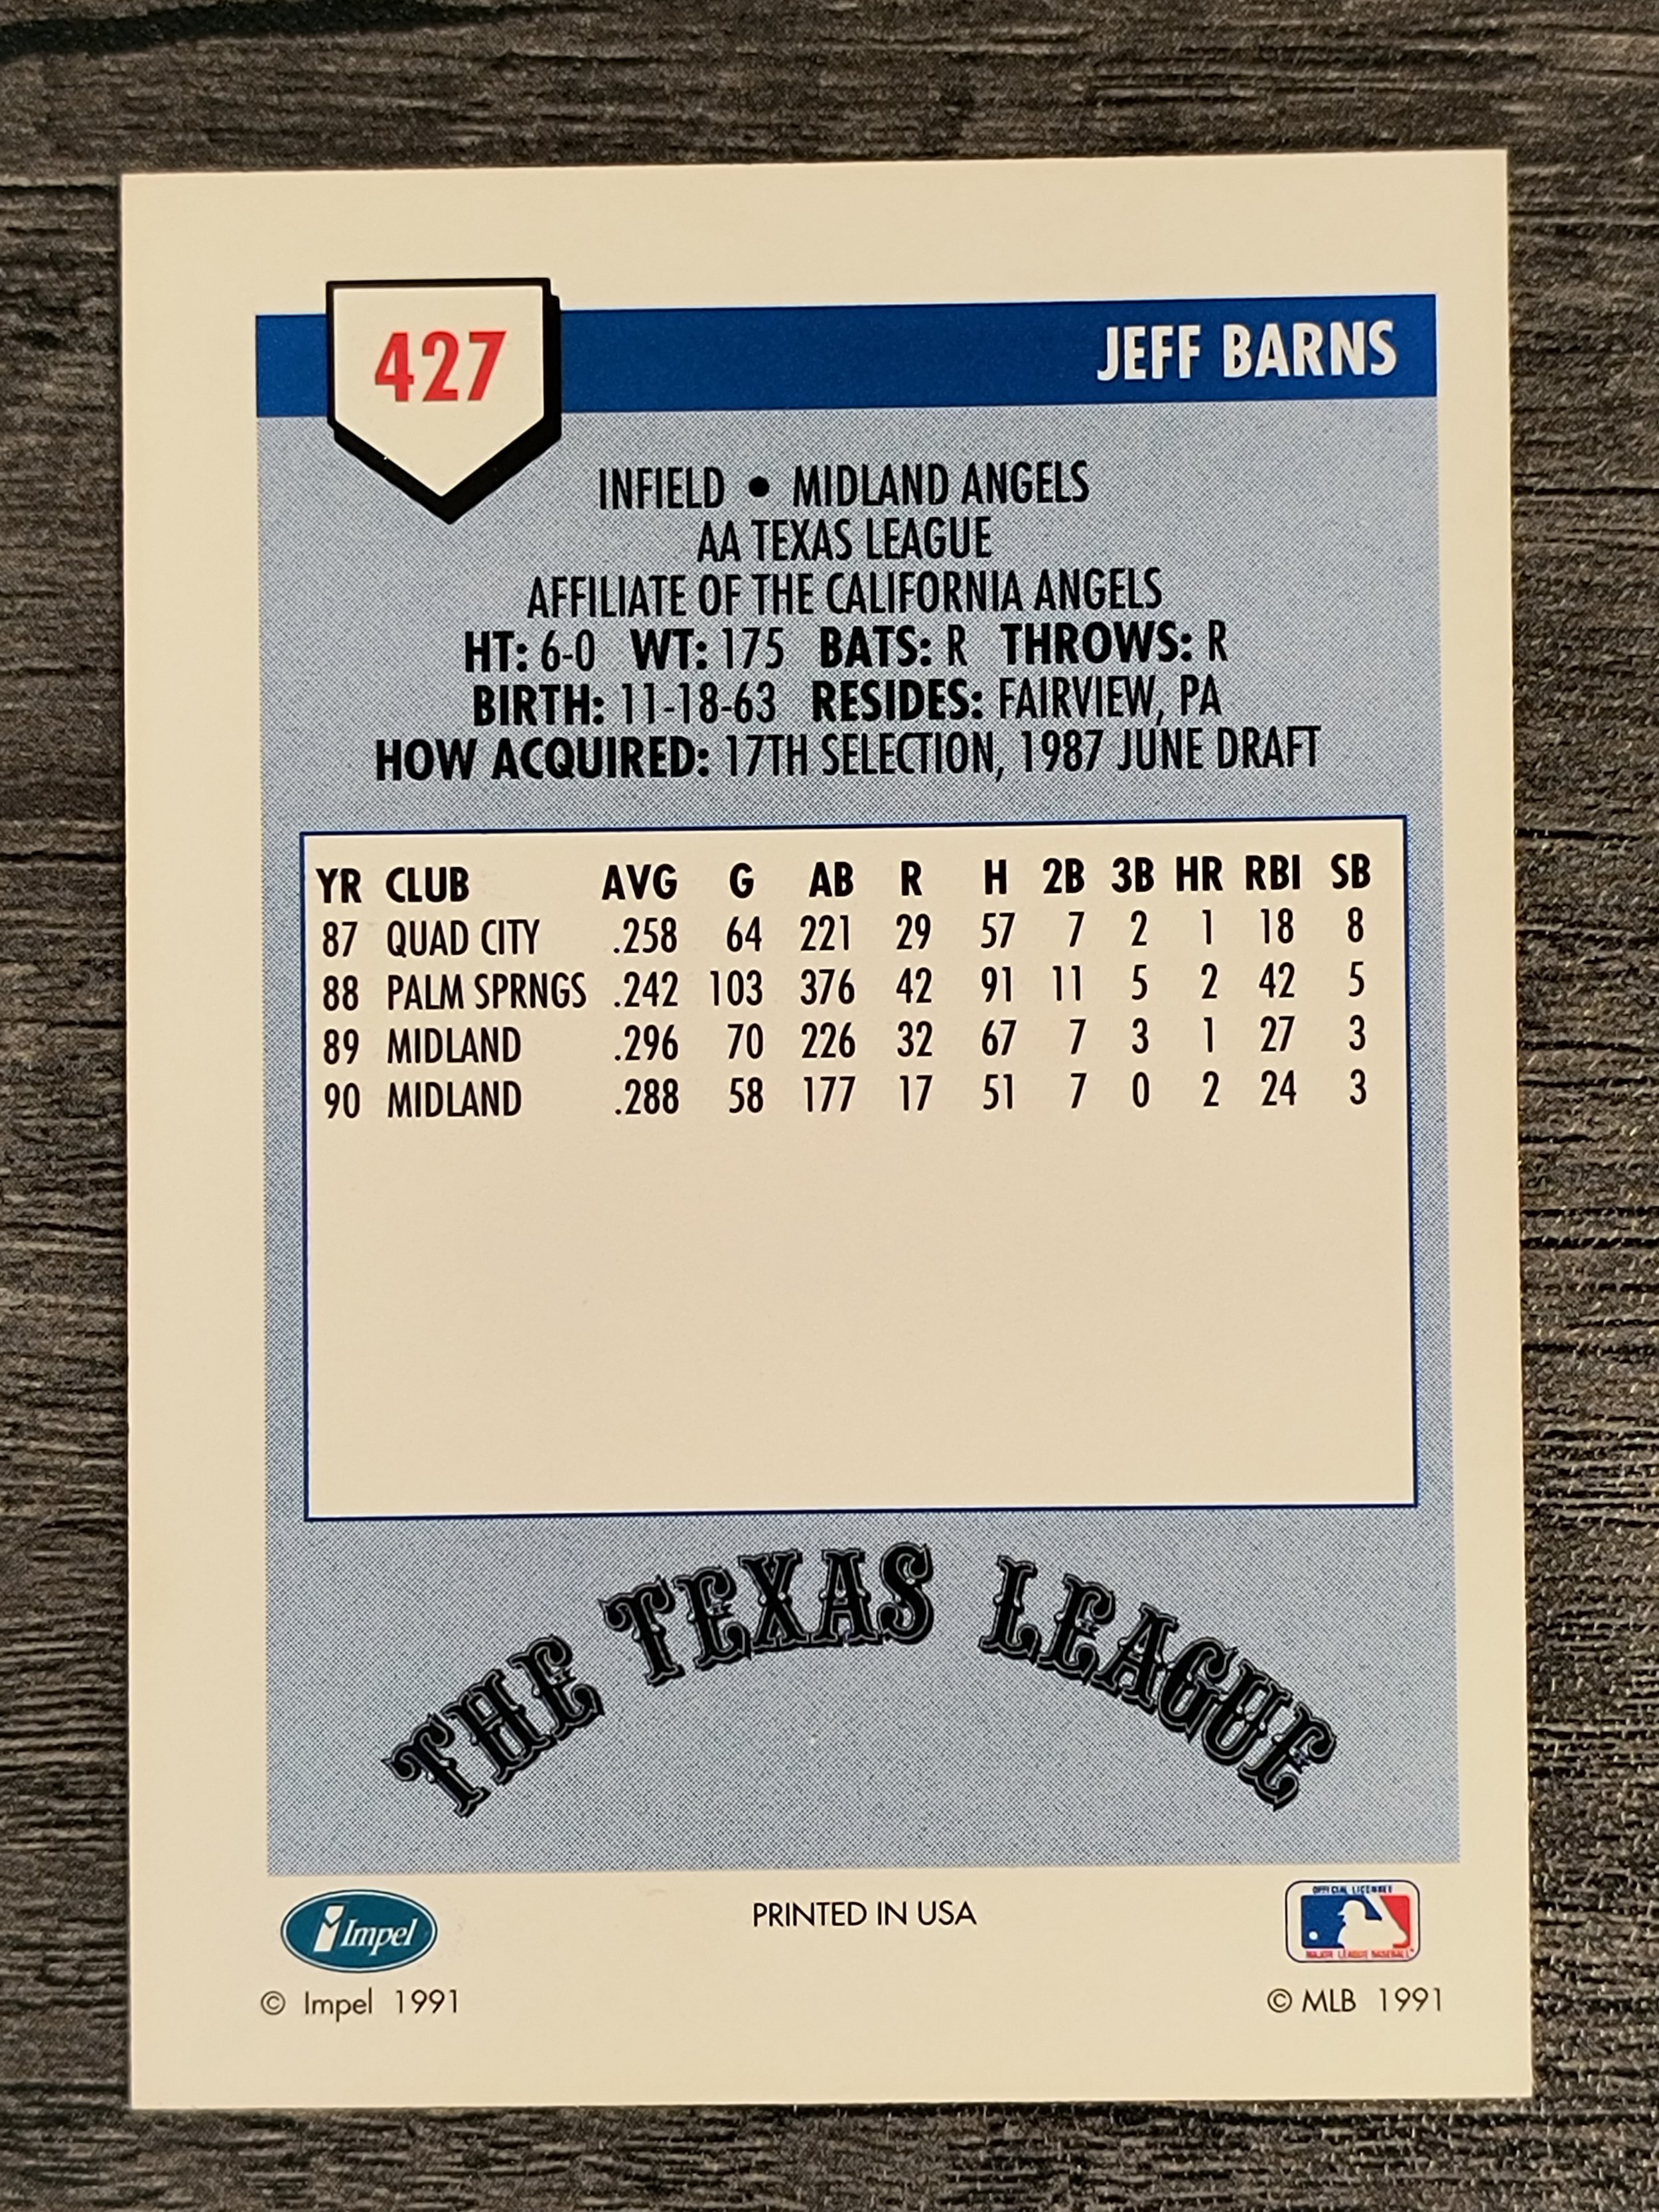 427
JEFF BARNS
INFIELD • MIDLAND ANGELS
AA TEXAS LEAGUE
AFFILIATE OF THE CALIFORNIA ANGELS
HT: 6-0 WT: 175 BATS: R THROWS: R
BIRTH: 11-18-63 RESIDES: FAIRVIEW, PA
HOW ACQUIRED: 17TH SELECTION, 1987 JUNE DRAFT
YR CLUB AVG G AB R H 2B 3B HR RBI SB
87 QUAD CITY .258 64 221 29 57 7 2 1 18 8
88 PALM SPRNGS .242 103 376 42 91 11 5 2 42 5
89 MIDLAND .296 70 226 32 67 7 3 1 27 3
90 MIDLAND .288 58 177 17 51 7 0 2 24 3
THE TEXAS LEAGUE
Impel
PRINTED IN USA
OFFICIAL LICENSEE
MAJOR LEAGUE BASEBALL
© Impel 1991
© MLB 1991